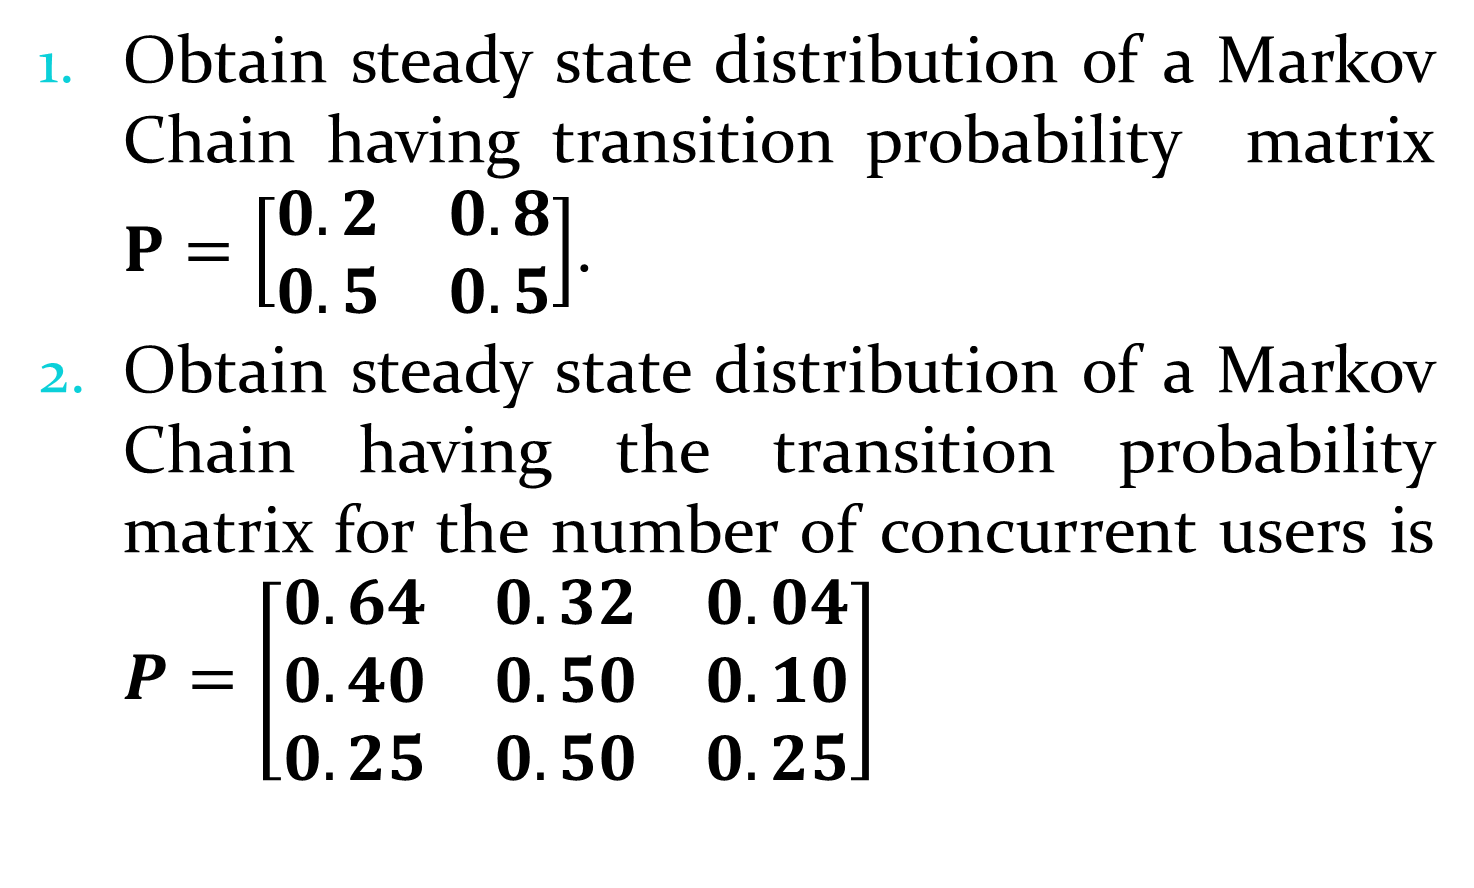 1. Obtain steady state distribution of a Markov
Chain having transition probability matrix
P = [0.2 0.8
0.5 0.5].
2. Obtain steady state distribution of a Markov
Chain having the transition probability
matrix for the number of concurrent users is
P = [0.64 0.32 0.04
0.40 0.50 0.10
0.25 0.50 0.25]